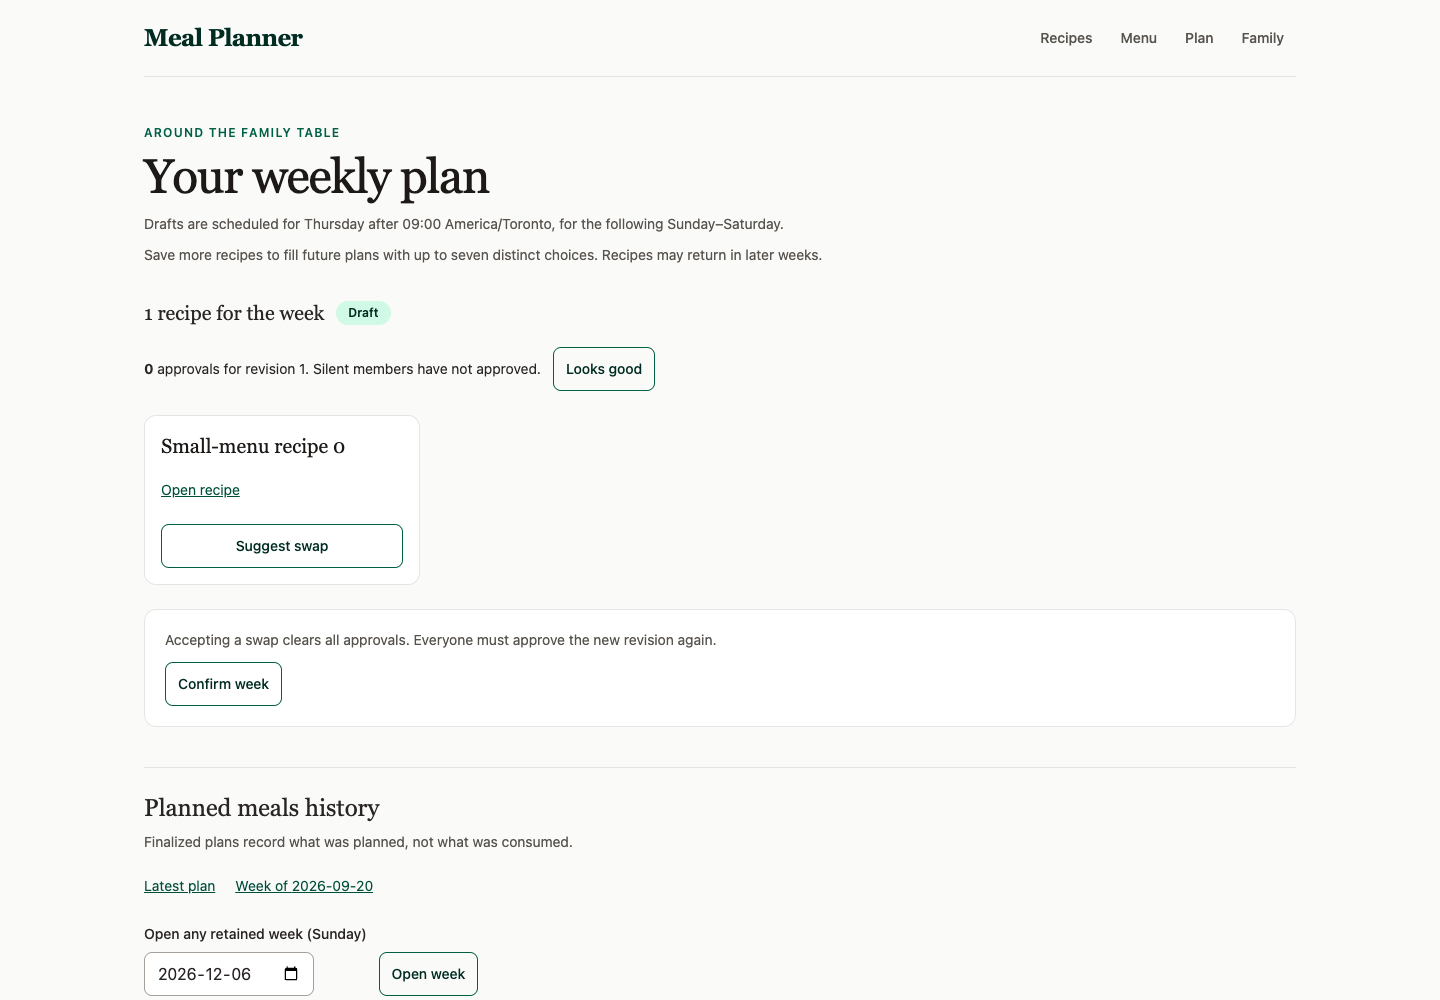 Meal Planner
Recipes Menu Plan Family
AROUND THE FAMILY TABLE
Your weekly plan
Drafts are scheduled for Thursday after 09:00 America/Toronto, for the following Sunday–Saturday.
Save more recipes to fill future plans with up to seven distinct choices. Recipes may return in later weeks.
1 recipe for the week Draft
0 approvals for revision 1. Silent members have not approved. Looks good
Small-menu recipe 0
Open recipe
Suggest swap
Accepting a swap clears all approvals. Everyone must approve the new revision again.
Confirm week
Planned meals history
Finalized plans record what was planned, not what was consumed.
Latest plan Week of 2026-09-20
Open any retained week (Sunday)
2026-12-06 Open week